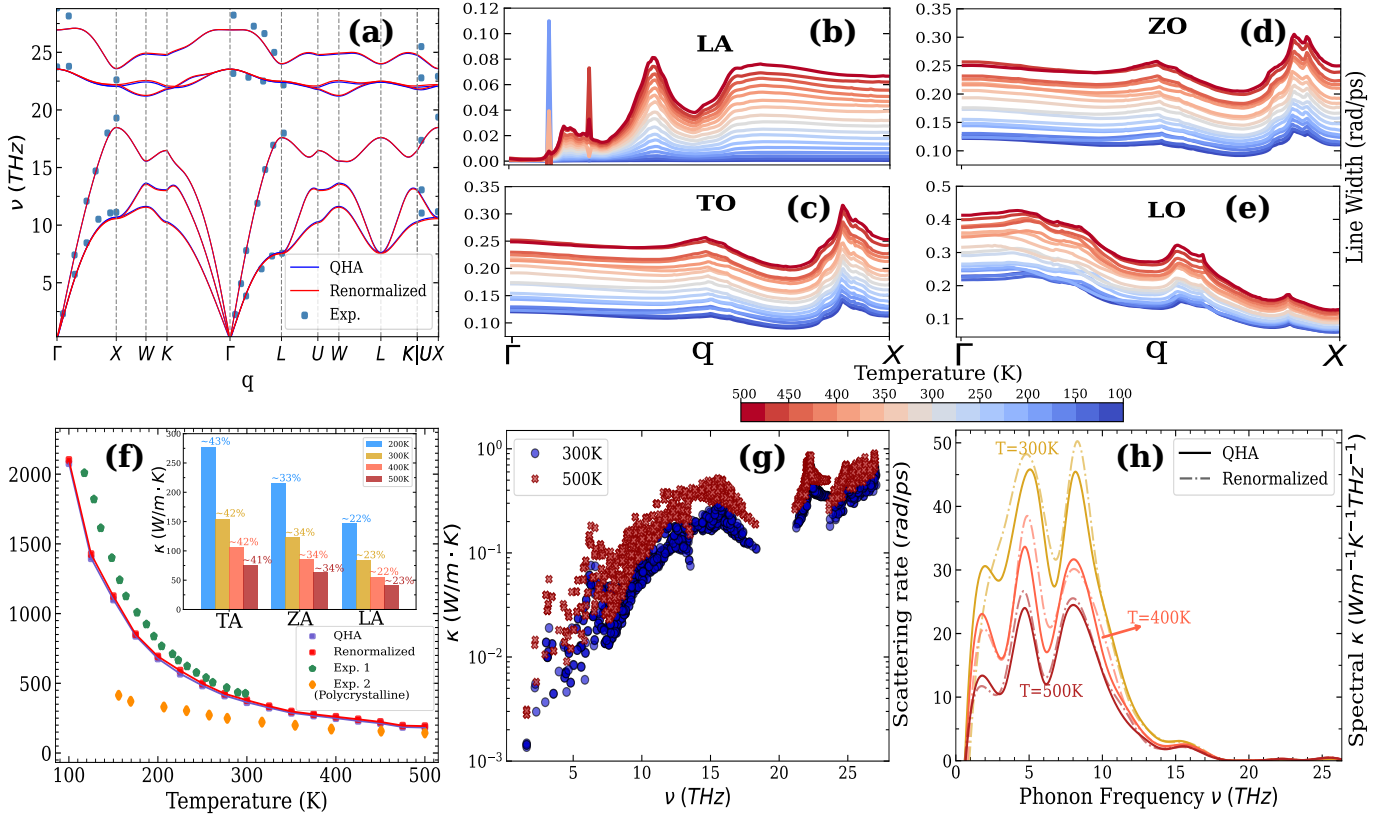 (a)
ν (THz)
25
20
15
10
5
QHA
Renormalized
Exp.
Γ X W K Γ L U W L K|UX
q
(b)
LA
0.12
0.10
0.08
0.06
0.04
0.02
0.00
(c)
TO
0.35
0.30
0.25
0.20
0.15
0.10
Γ q X
(d)
ZO
0.35
0.30
0.25
0.20
0.15
0.10
(e)
LO
0.5
0.4
0.3
0.2
0.1
Γ q X
Line Width (rad/ps)
Temperature (K)
500 450 400 350 300 250 200 150 100
(f)
2000
1500
1000
500
0
100 200 300 400 500
Temperature (K)
κ (W/m · K)
300
250
200
150
100
50
0
κ (W/m · K)
~43%
~42%
~42%
~41%
~33%
~34%
~34%
~34%
~22%
~23%
~22%
~23%
TA ZA LA
200K
300K
400K
500K
QHA
Renormalized
Exp. 1
Exp. 2
(Polycrystalline)
(g)
300K
500K
10⁰
10⁻¹
10⁻²
10⁻³
5 10 15 20 25
ν (THz)
Scattering rate (rad/ps)
(h)
T=300K
QHA
Renormalized
T=400K
T=500K
50
40
30
20
10
0
0 5 10 15 20 25
Phonon Frequency ν (THz)
Spectral κ (Wm⁻¹K⁻¹THz⁻¹)